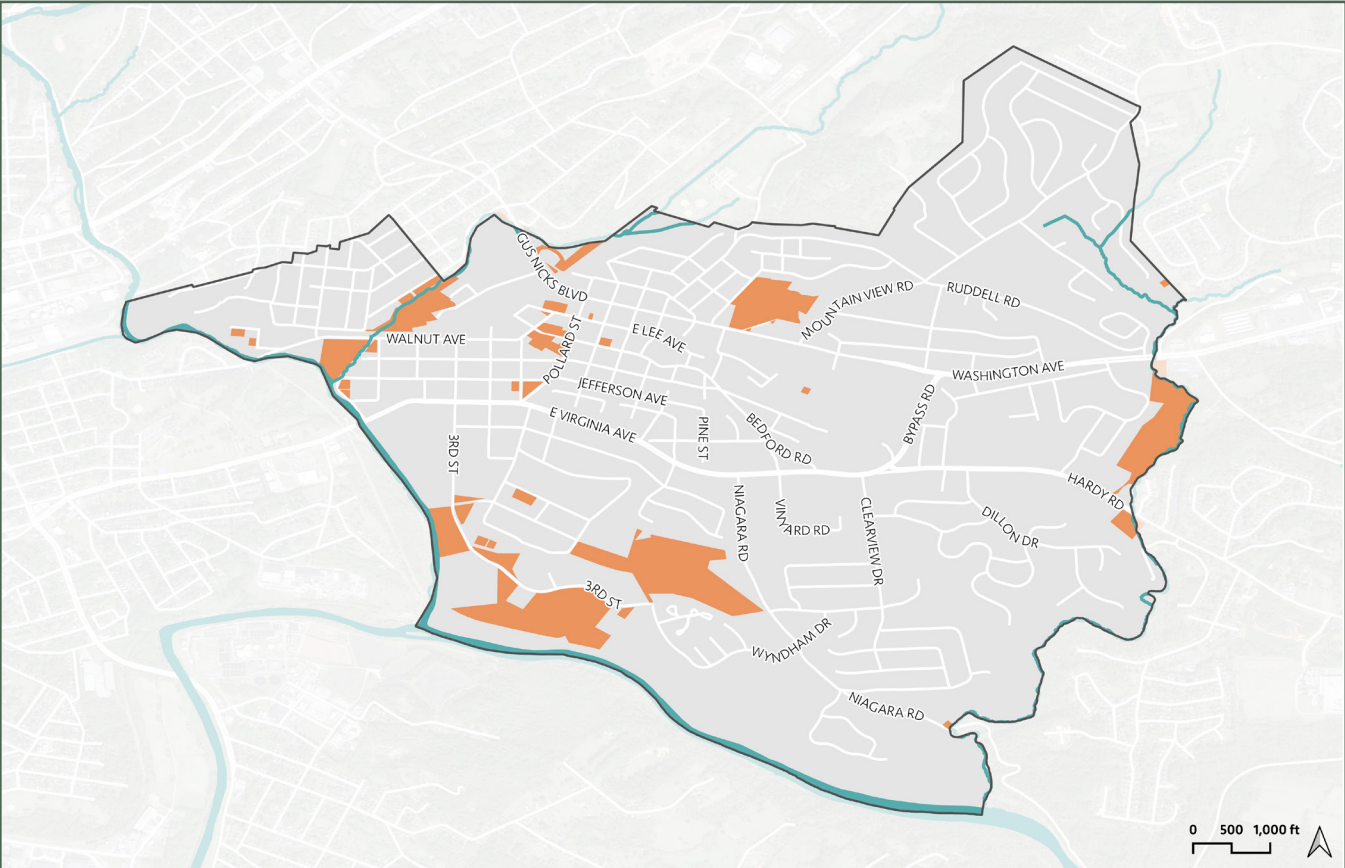 GUS NICKS BLVD
MOUNTAIN VIEW RD
RUDDELL RD
WALNUT AVE
POLLARD ST
E LEE AVE
WASHINGTON AVE
JEFFERSON AVE
BYPASS RD
E VIRGINIA AVE
PINE ST
BEDFORD RD
3RD ST
HARDY RD
NIAGARA RD
VINYARD RD
CLEARVIEW DR
DILLON DR
3RD ST
WYNDHAM DR
NIAGARA RD
0 500 1,000 ft